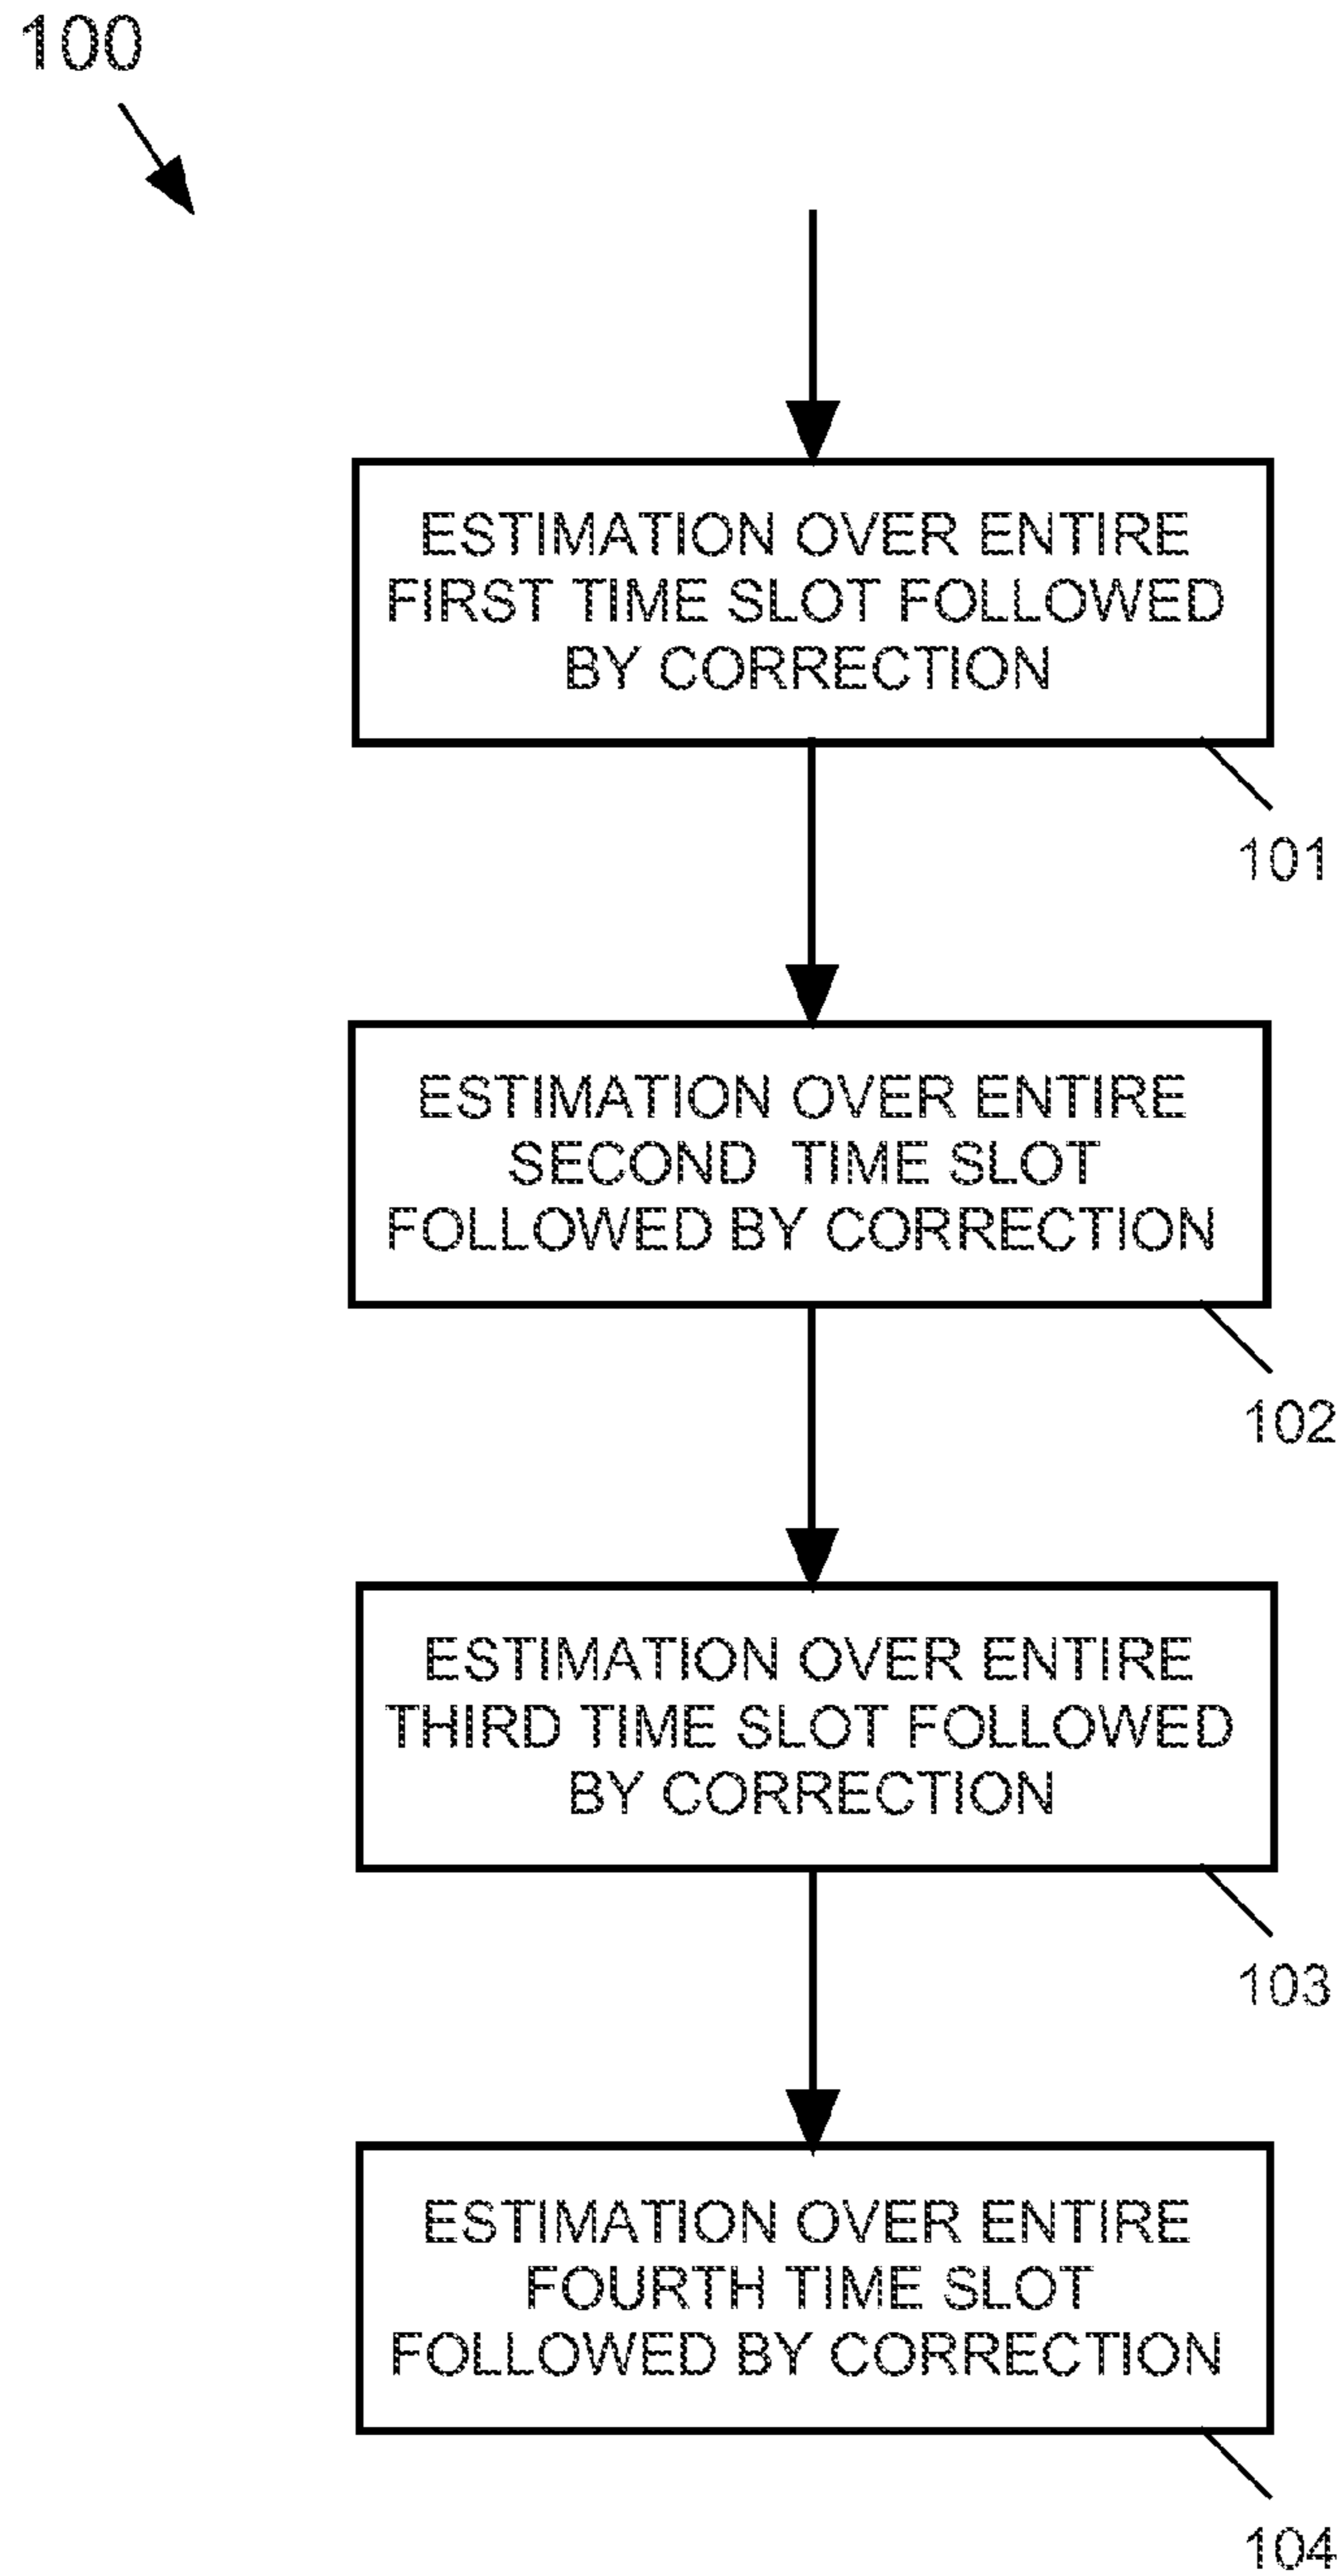 100
ESTIMATION OVER ENTIRE
FIRST TIME SLOT FOLLOWED
BY CORRECTION
101
ESTIMATION OVER ENTIRE
SECOND TIME SLOT
FOLLOWED BY CORRECTION
102
ESTIMATION OVER ENTIRE
THIRD TIME SLOT FOLLOWED
BY CORRECTION
103
ESTIMATION OVER ENTIRE
FOURTH TIME SLOT
FOLLOWED BY CORRECTION
104